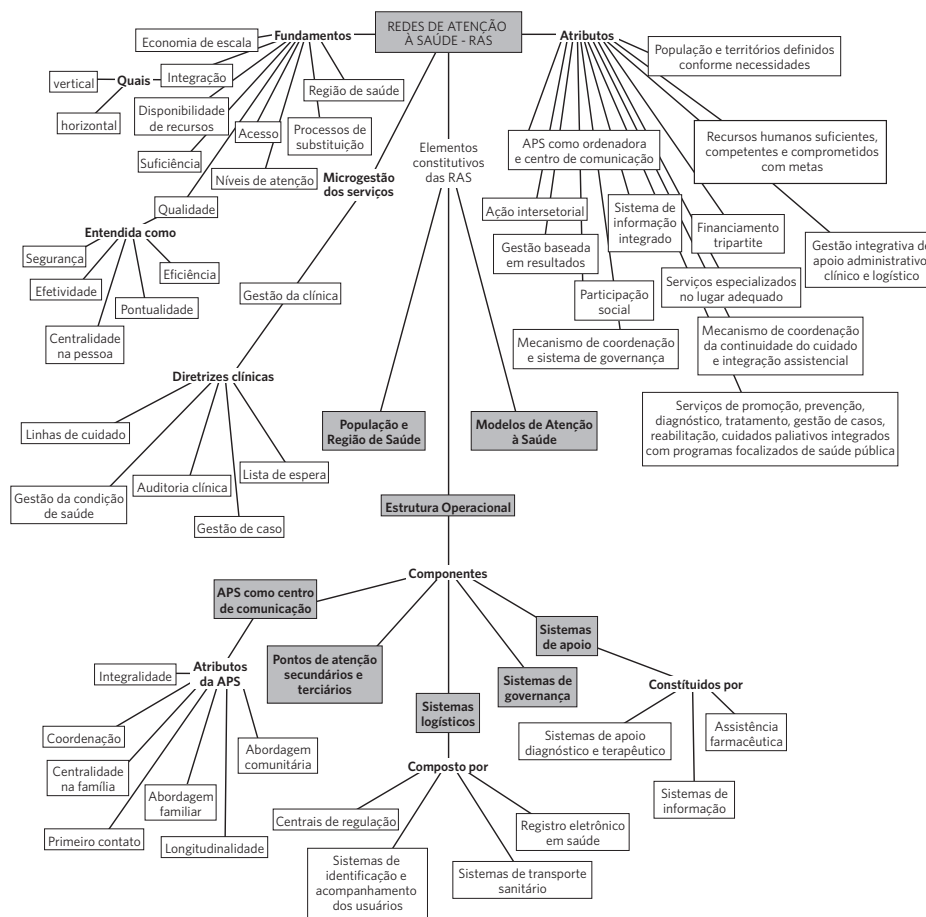 REDES DE ATENÇÃO
À SAÚDE - RAS
Fundamentos
Economia de escala
Integração
Quais
vertical
horizontal
Disponibilidade
de recursos
Suficiência
Acesso
Níveis de atenção
Região de saúde
Processos de
substituição
Qualidade
Entendida como
Segurança
Efetividade
Centralidade
na pessoa
Pontualidade
Eficiência
Microgestão
dos serviços
Gestão da clínica
Diretrizes clínicas
Linhas de cuidado
Gestão da condição
de saúde
Auditoria clínica
Gestão de caso
Lista de espera
Elementos
constitutivos
das RAS
População e
Região de Saúde
Modelos de Atenção
à Saúde
Estrutura Operacional
Atributos
População e territórios definidos
conforme necessidades
APS como ordenadora
e centro de comunicação
Recursos humanos suficientes,
competentes e comprometidos
com metas
Ação intersetorial
Sistema de
informação
integrado
Financiamento
tripartite
Gestão baseada
em resultados
Gestão integrativa de
apoio administrativo
clínico e logístico
Serviços especializados
no lugar adequado
Participação
social
Mecanismo de coordenação
e sistema de governança
Mecanismo de coordenação
da continuidade do cuidado
e integração assistencial
Serviços de promoção, prevenção,
diagnóstico, tratamento, gestão de casos,
reabilitação, cuidados paliativos integrados
com programas focalizados de saúde pública
Componentes
APS como centro
de comunicação
Pontos de atenção
secundários e
terciários
Sistemas
logísticos
Sistemas de
governança
Sistemas
de apoio
Atributos
da APS
Integralidade
Coordenação
Centralidade
na família
Primeiro contato
Abordagem
familiar
Longitudinalidade
Abordagem
comunitária
Composto por
Centrais de regulação
Sistemas de
identificação e
acompanhamento
dos usuários
Sistemas de transporte
sanitário
Registro eletrônico
em saúde
Constítuidos por
Sistemas de apoio
diagnóstico e terapêutico
Sistemas de
informação
Assistência
farmacêutica